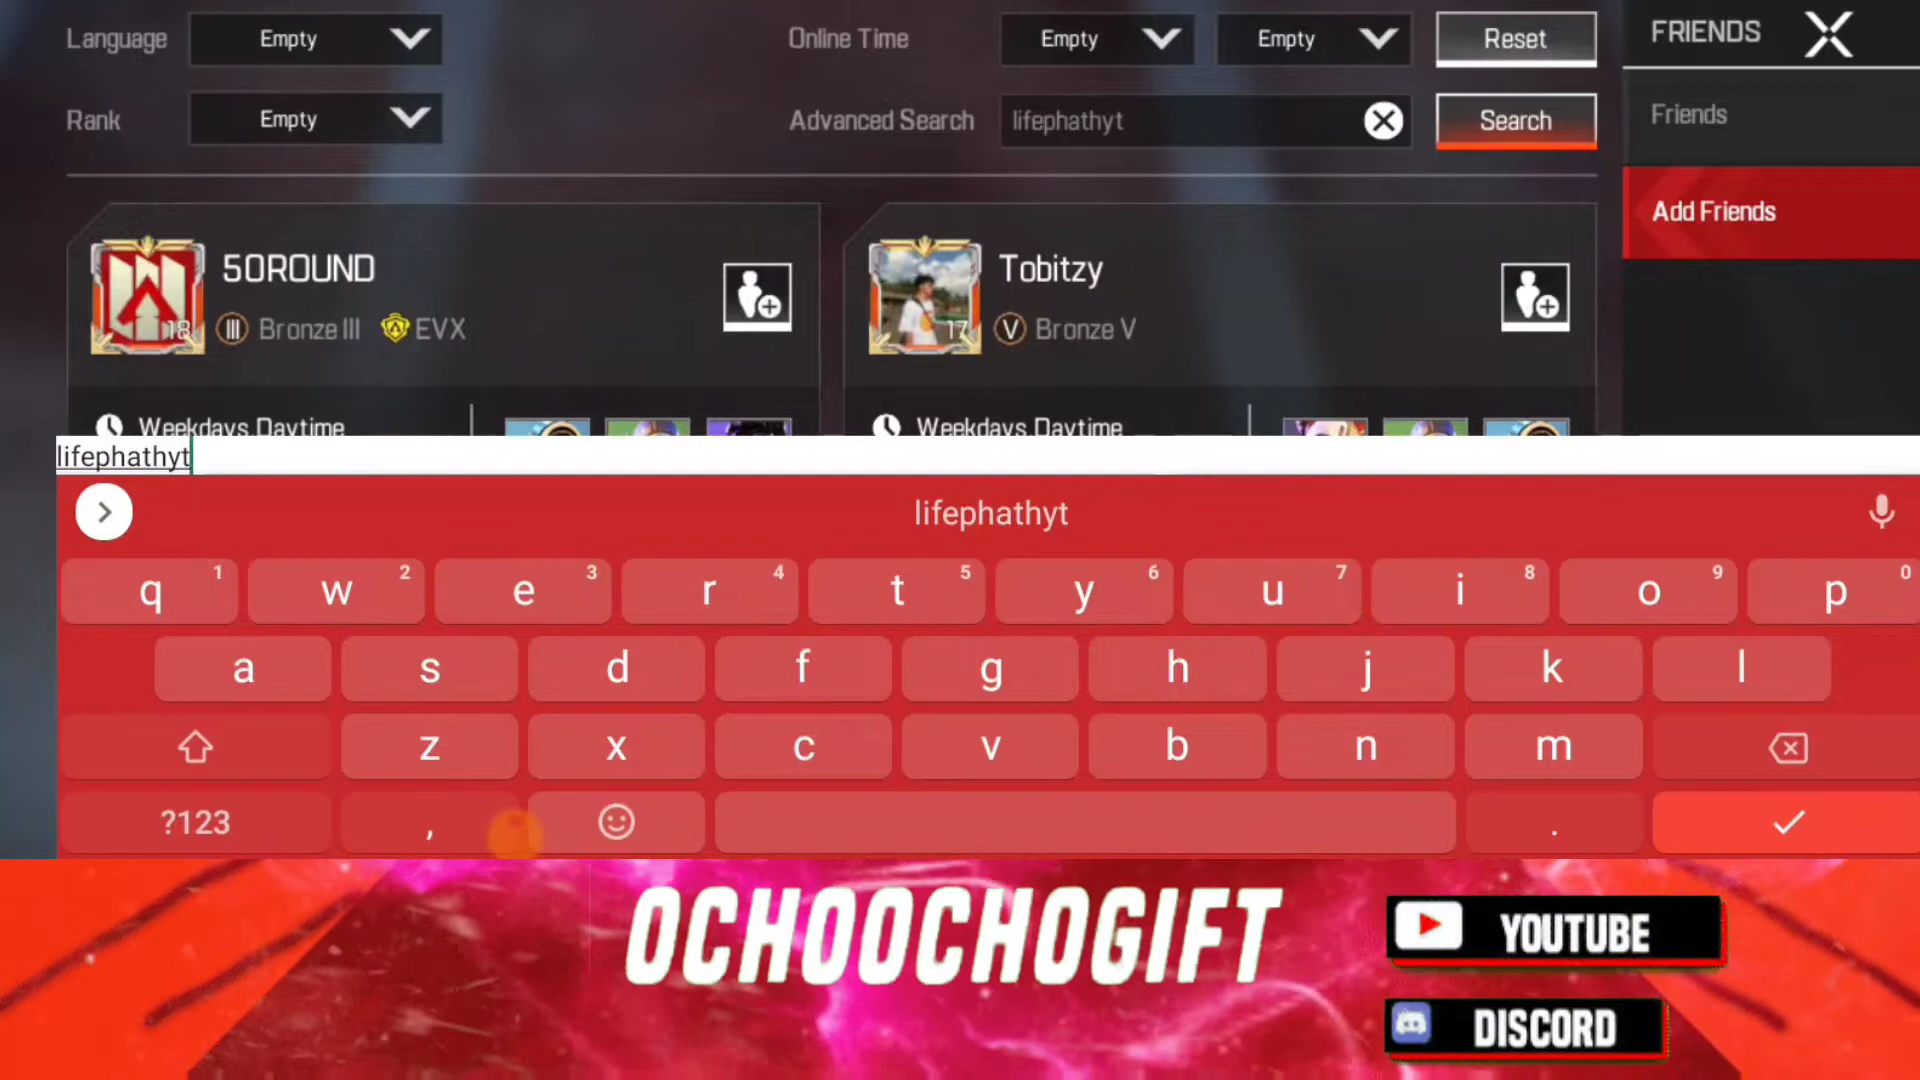 Language Empty Online Time Empty Empty Reset FRIENDS
Rank Empty Advanced Search lifephathyt Search Friends
Add Friends
50ROUND Tobitzy
18 III Bronze III EVX 17 V Bronze V
Weekdays,Daytime Weekdays,Daytime
lifephathyt
lifephathyt
q 1 w 2 e 3 r 4 t 5 y 6 u 7 i 8 o 9 p 0
a s d f g h j k l
z x c v b n m
?123 , .
OCHOOCHOGIFT YOUTUBE
DISCORD